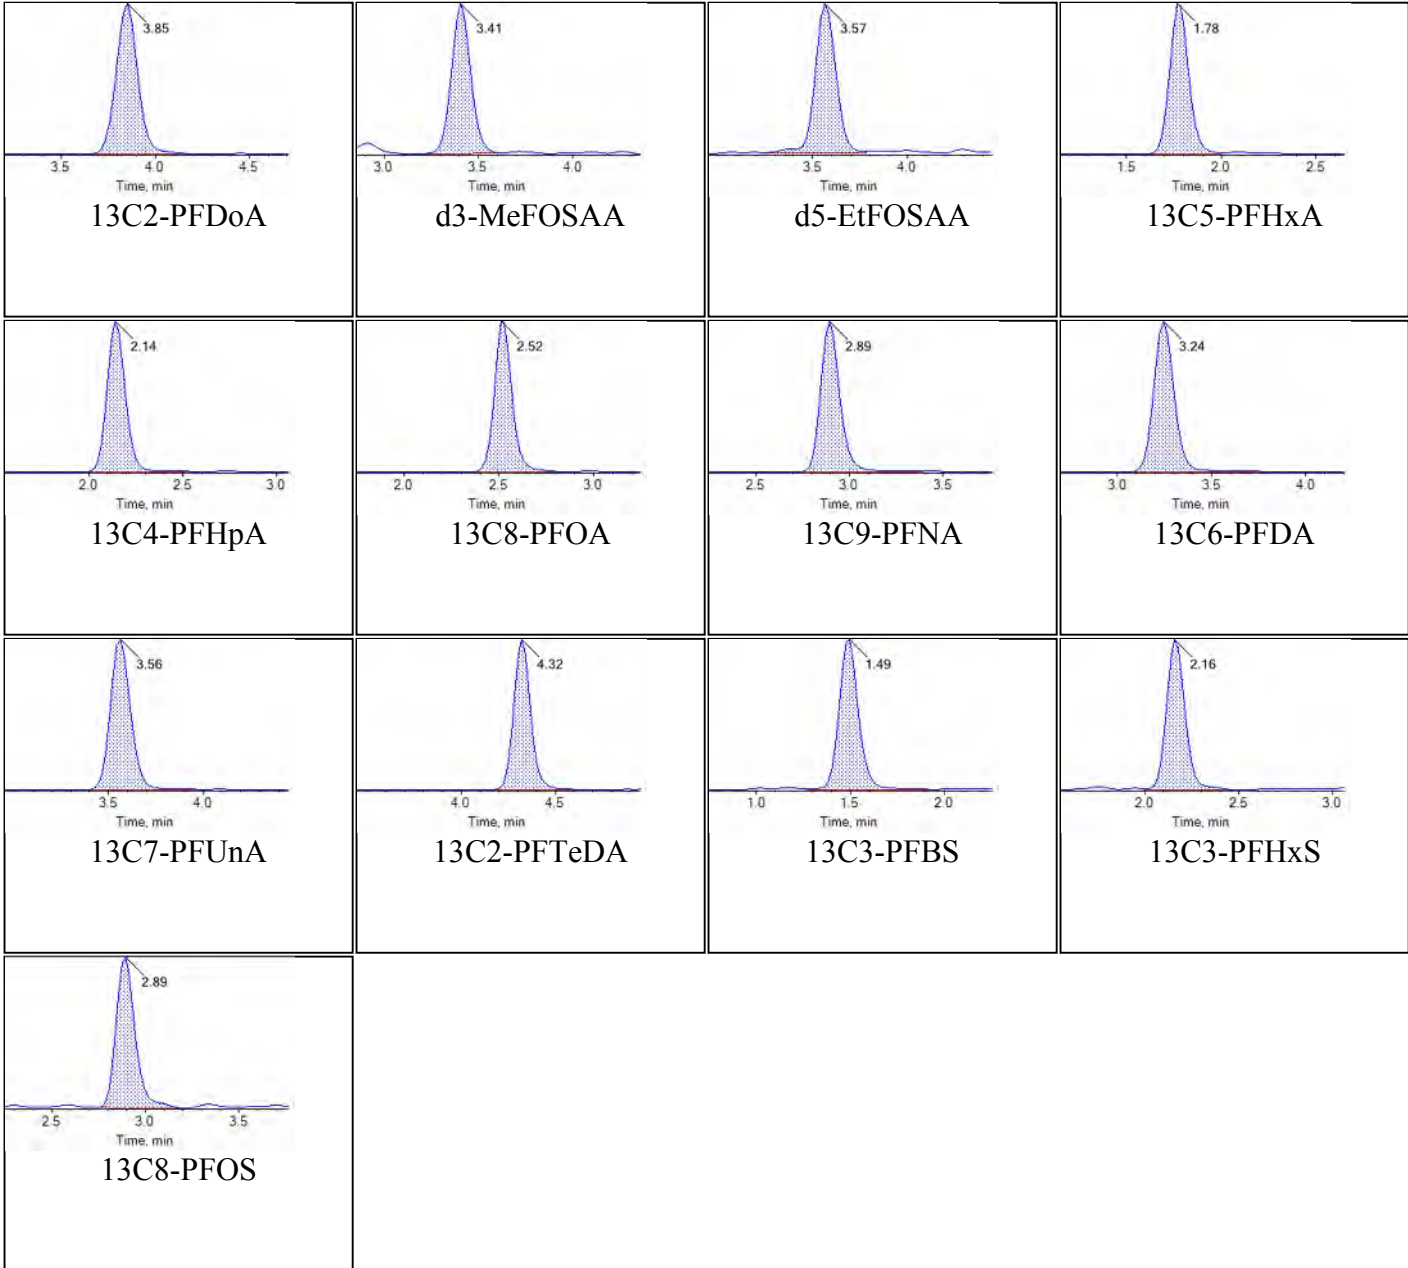 3.85
3.5 4.0 4.5
Time, min
13C2-PFDoA
3.41
3.0 3.5 4.0
Time, min
d3-MeFOSAA
3.57
3.5 4.0
Time, min
d5-EtFOSAA
1.78
1.5 2.0 2.5
Time, min
13C5-PFHxA
2.14
2.0 2.5 3.0
Time, min
13C4-PFHpA
2.52
2.0 2.5 3.0
Time, min
13C8-PFOA
2.89
2.5 3.0 3.5
Time, min
13C9-PFNA
3.24
3.0 3.5 4.0
Time, min
13C6-PFDA
3.56
3.5 4.0
Time, min
13C7-PFUnA
4.32
4.0 4.5
Time, min
13C2-PFTeDA
1.49
1.0 1.5 2.0
Time, min
13C3-PFBS
2.16
2.0 2.5 3.0
Time, min
13C3-PFHxS
2.89
2.5 3.0 3.5
Time, min
13C8-PFOS